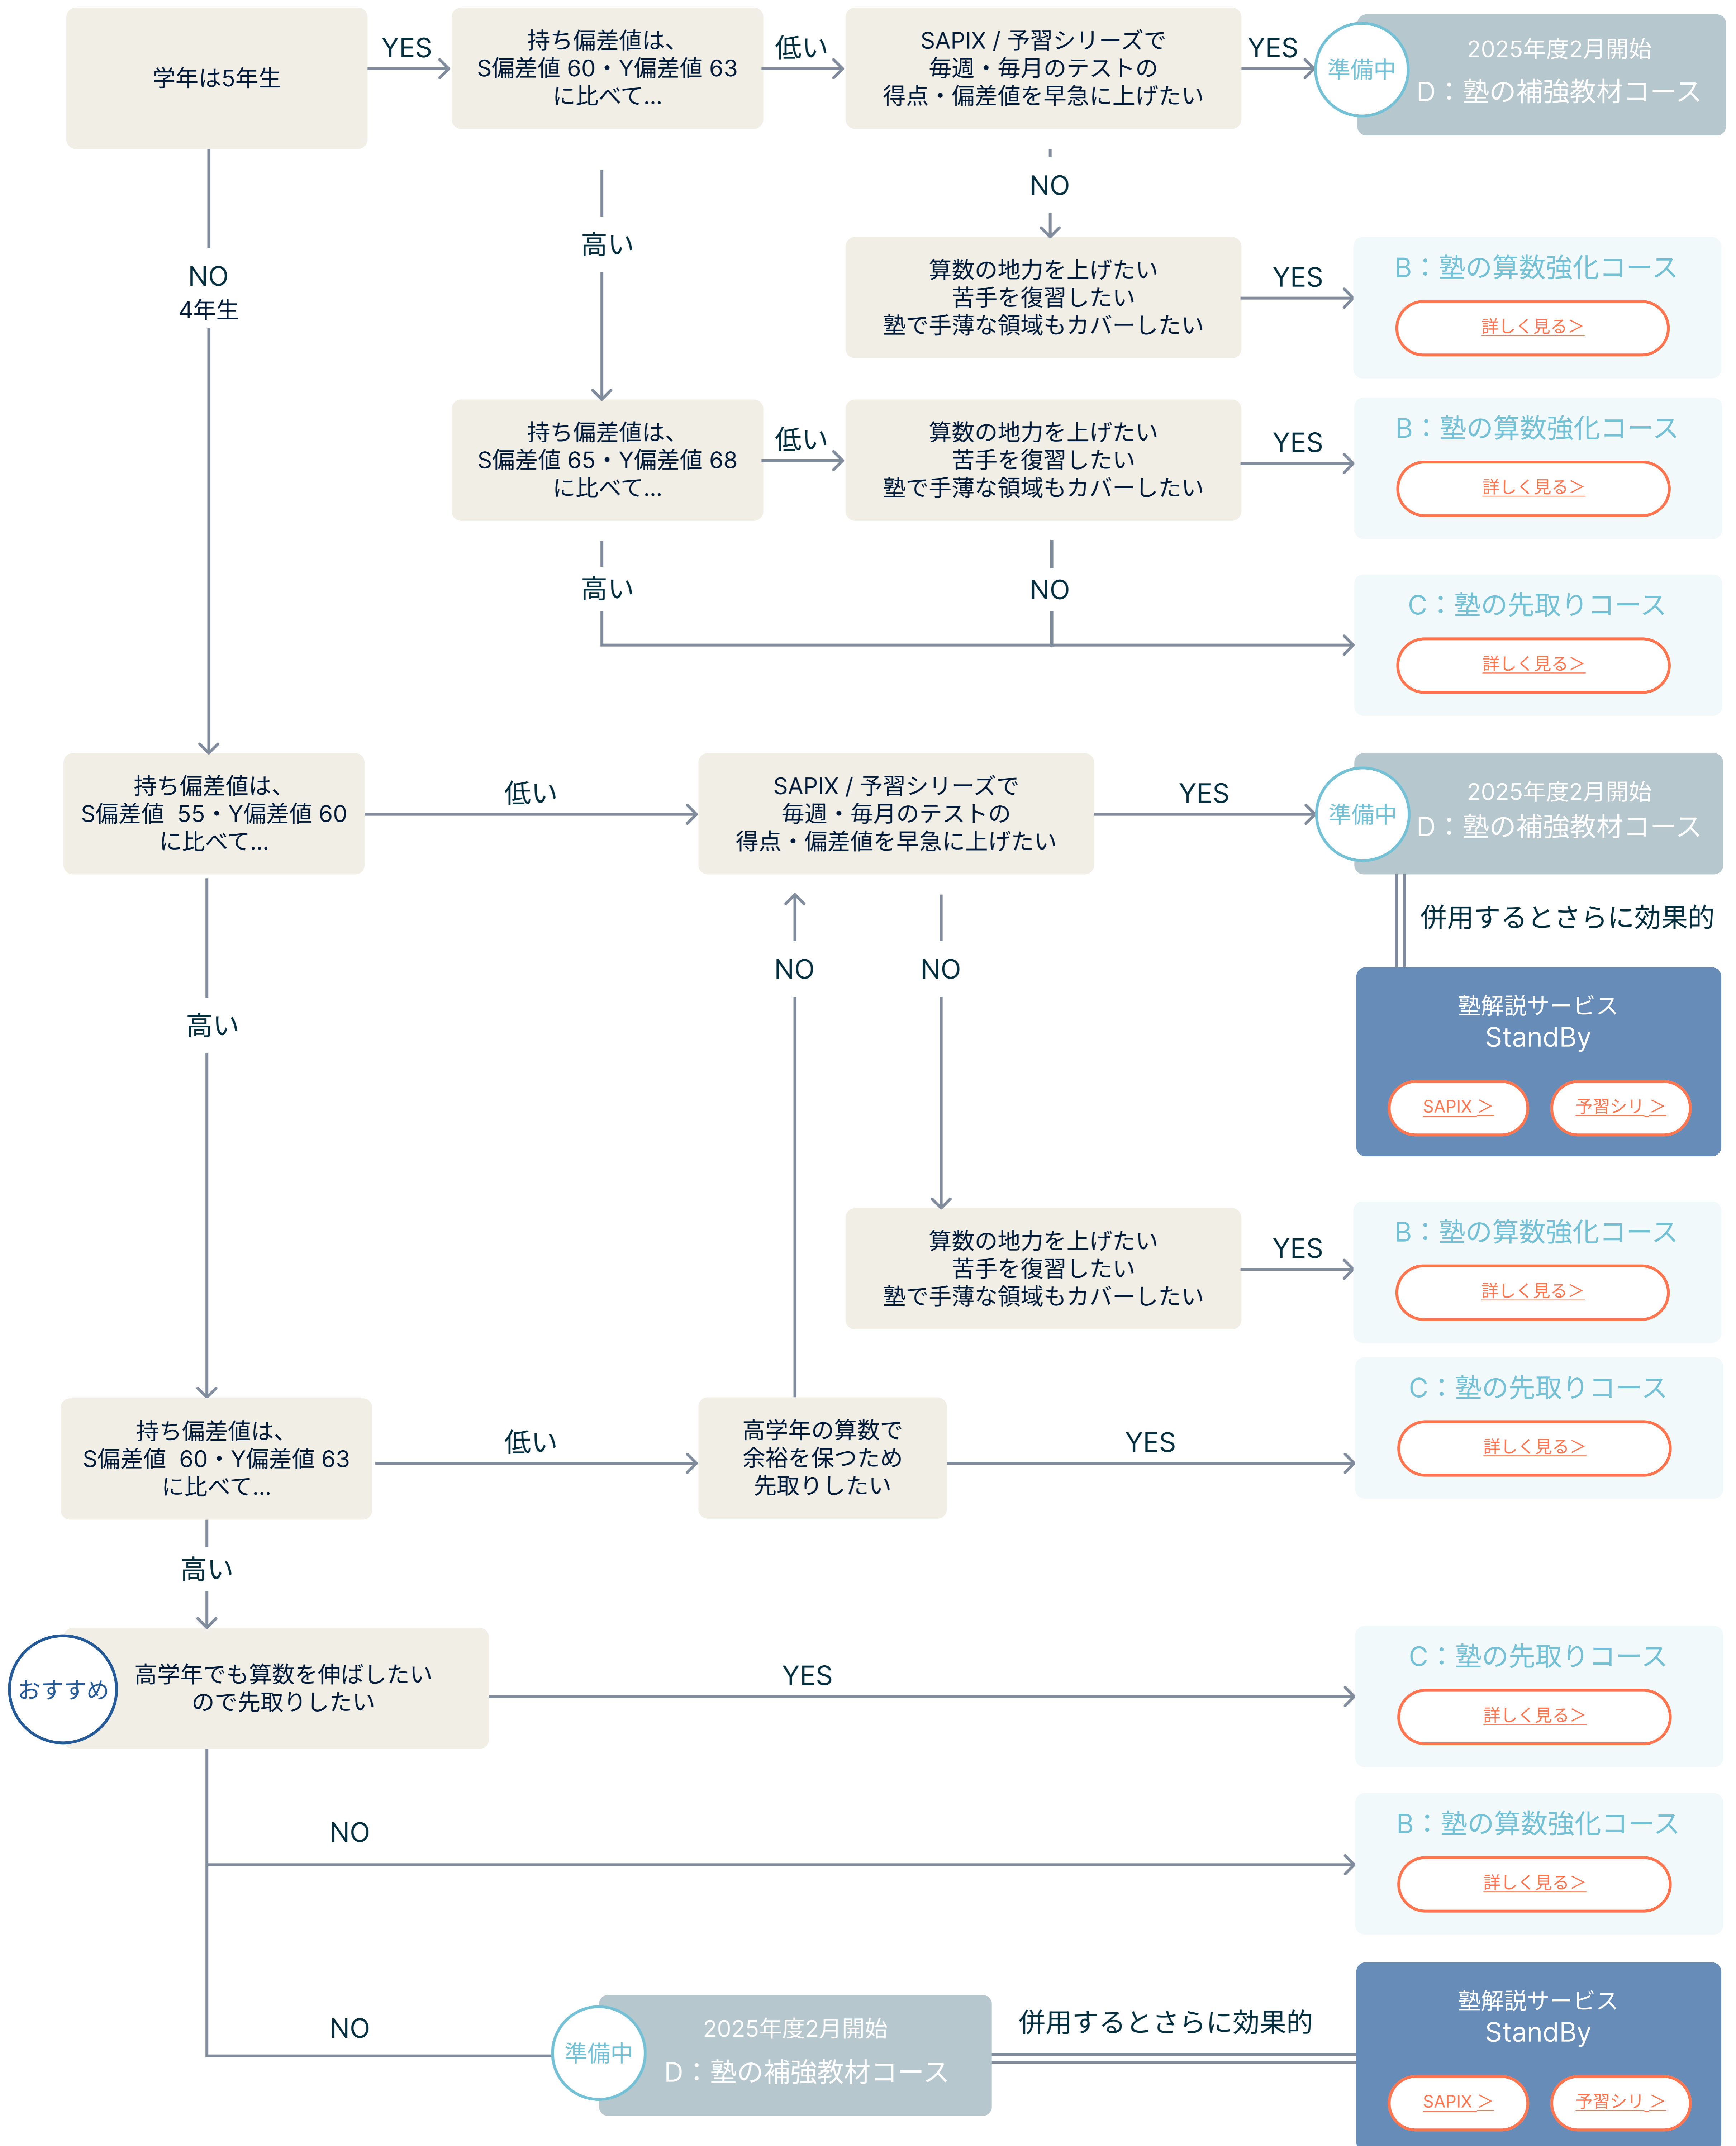 学年は5年生
YES
持ち偏差値は、
S偏差値 60・Y偏差値 63
に比べて…
低い
SAPIX / 予習シリーズで
毎週・毎月のテストの
得点・偏差値を早急に上げたい
YES
準備中
2025年度2月開始
D：塾の補強教材コース
NO
4年生
高い
NO
算数の地力を上げたい
苦手を復習したい
塾で手薄な領域もカバーしたい
YES
B：塾の算数強化コース
詳しく見る＞
持ち偏差値は、
S偏差値 65・Y偏差値 68
に比べて…
低い
算数の地力を上げたい
苦手を復習したい
塾で手薄な領域もカバーしたい
YES
B：塾の算数強化コース
詳しく見る＞
高い
NO
C：塾の先取りコース
詳しく見る＞
持ち偏差値は、
S偏差値 55・Y偏差値 60
に比べて…
低い
SAPIX / 予習シリーズで
毎週・毎月のテストの
得点・偏差値を早急に上げたい
YES
準備中
2025年度2月開始
D：塾の補強教材コース
併用するとさらに効果的
塾解説サービス
StandBy
SAPIX ＞
予習シリ ＞
高い
NO
NO
算数の地力を上げたい
苦手を復習したい
塾で手薄な領域もカバーしたい
YES
B：塾の算数強化コース
詳しく見る＞
持ち偏差値は、
S偏差値 60・Y偏差値 63
に比べて…
低い
高学年の算数で
余裕を保つため
先取りしたい
YES
C：塾の先取りコース
詳しく見る＞
高い
おすすめ
高学年でも算数を伸ばしたい
ので先取りしたい
YES
C：塾の先取りコース
詳しく見る＞
NO
B：塾の算数強化コース
詳しく見る＞
NO
準備中
2025年度2月開始
D：塾の補強教材コース
併用するとさらに効果的
塾解説サービス
StandBy
SAPIX ＞
予習シリ ＞